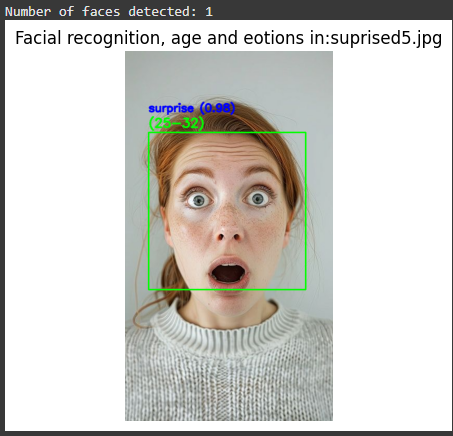 Number of faces detected: 1
Facial recognition, age and eotions in:suprised5.jpg
surprise (0.98)
(25-32)